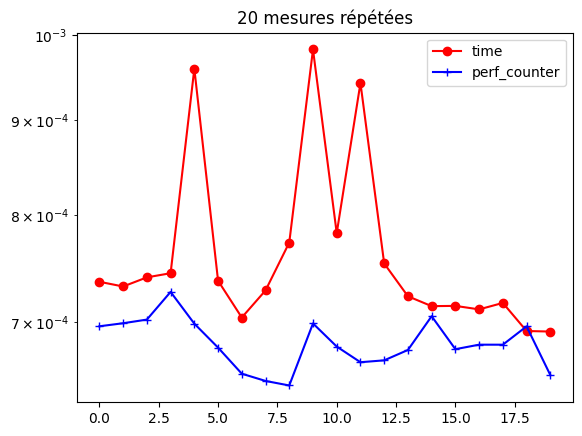 20 mesures répétées
10⁻³
9 × 10⁻⁴
8 × 10⁻⁴
7 × 10⁻⁴
time
perf_counter
0.0 2.5 5.0 7.5 10.0 12.5 15.0 17.5